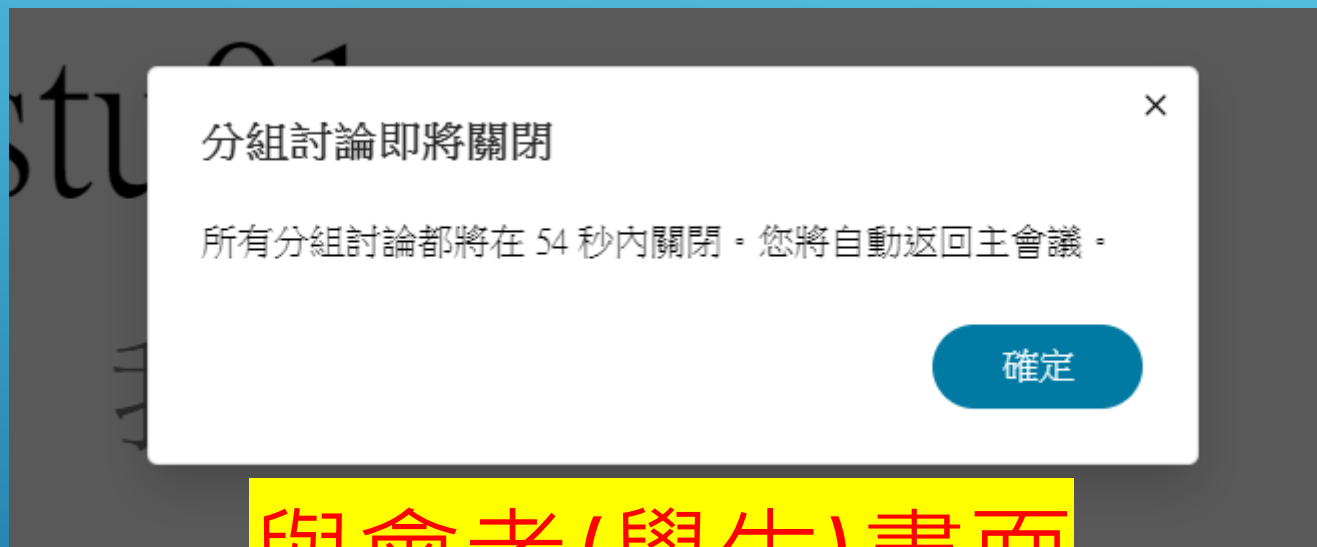 stu01
×
分組討論即將關閉
所有分組討論都將在 54 秒內關閉。您將自動返回主會議。
確定
與會者(學生)畫面